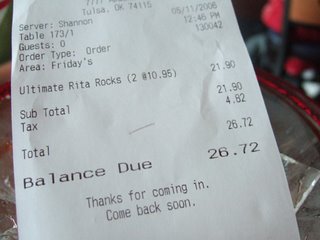 Tulsa, OK 74115
Server: Shannon 05/11/2006
Table 173/1 12:46 PM
Guests: 0 130042
Order Type: Order
Area: Friday's
Ultimate Rita Rocks (2 @10.95) 21.90
Sub Total 21.90
Tax 4.82
Total 26.72
Balance Due 26.72
Thanks for coming in.
Come back soon.